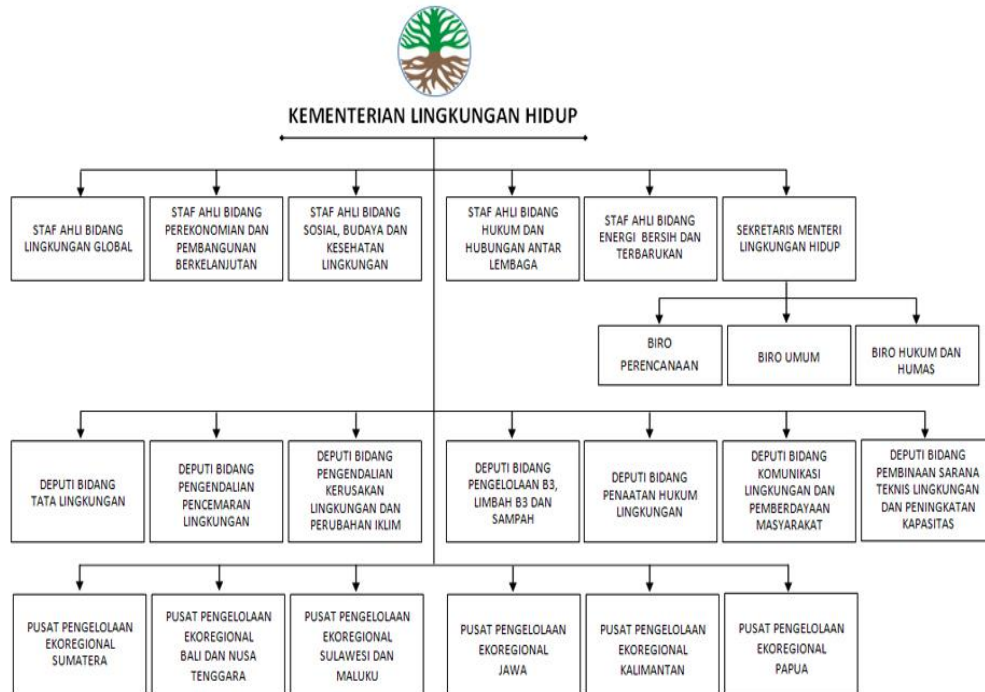 KEMENTERIAN LINGKUNGAN HIDUP
STAF AHLI BIDANG
LINGKUNGAN GLOBAL
STAF AHLI BIDANG
PEREKONOMIAN DAN
PEMBANGUNAN
BERKELANJUTAN
STAF AHLI BIDANG
SOSIAL, BUDAYA DAN
KESEHATAN
LINGKUNGAN
STAF AHLI BIDANG
HUKUM DAN
HUBUNGAN ANTAR
LEMBAGA
STAF AHLI BIDANG
ENERGI BERSIH DAN
TERBARUKAN
SEKRETARIS MENTERI
LINGKUNGAN HIDUP
BIRO
PERENCANAAN
BIRO UMUM
BIRO HUKUM DAN
HUMAS
DEPUTI BIDANG
TATA LINGKUNGAN
DEPUTI BIDANG
PENGENDALIAN
PENCEMARAN
LINGKUNGAN
DEPUTI BIDANG
PENGENDALIAN
KERUSAKAN
LINGKUNGAN DAN
PERUBAHAN IKLIM
DEPUTI BIDANG
PENGELOLAAN B3,
LIMBAH B3 DAN
SAMPAH
DEPUTI BIDANG
PENAATAN HUKUM
LINGKUNGAN
DEPUTI BIDANG
KOMUNIKASI
LINGKUNGAN DAN
PEMBERDAYAAN
MASYARAKAT
DEPUTI BIDANG
PEMBINAAN SARANA
TEKNIS LINGKUNGAN
DAN PENINGKATAN
KAPASITAS
PUSAT PENGELOLAAN
EKOREGIONAL
SUMATERA
PUSAT PENGELOLAAN
EKOREGIONAL
BALI DAN NUSA
TENGGARA
PUSAT PENGELOLAAN
EKOREGIONAL
SULAWESI DAN
MALUKU
PUSAT PENGELOLAAN
EKOREGIONAL
JAWA
PUSAT PENGELOLAAN
EKOREGIONAL
KALIMANTAN
PUSAT PENGELOLAAN
EKOREGIONAL
PAPUA